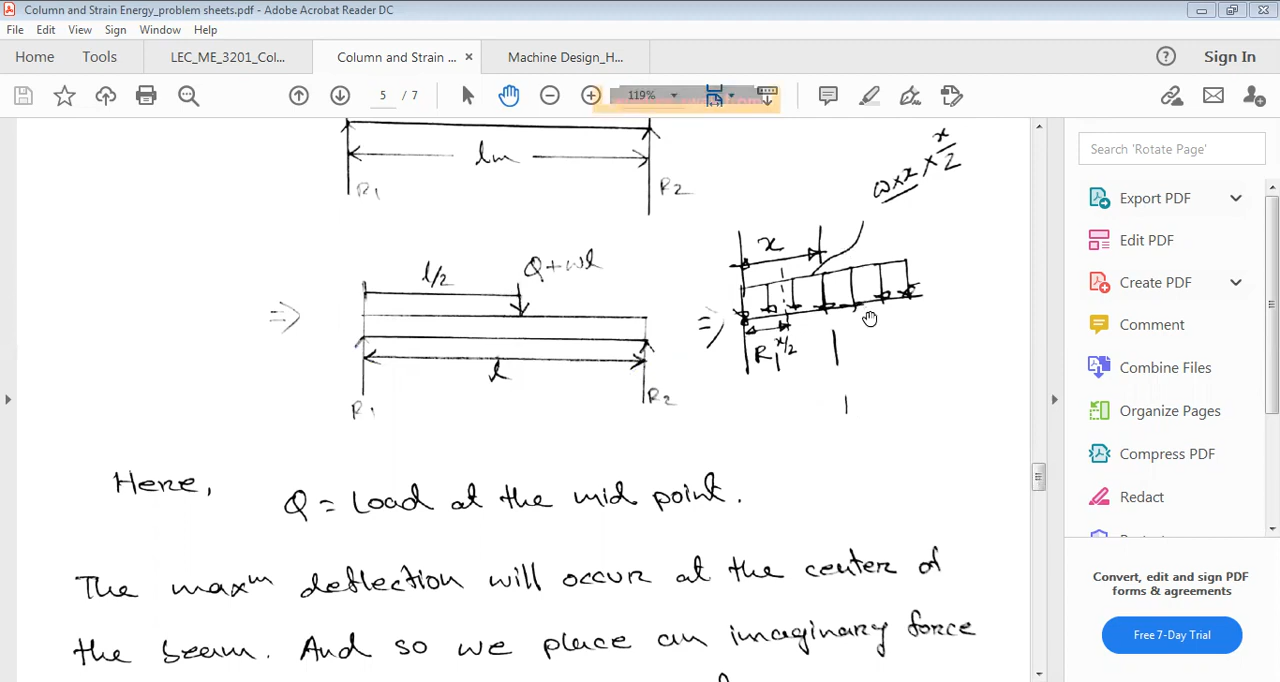 Column and Strain Energy_problem sheets.pdf - Adobe Acrobat Reader DC
File Edit View Sign Window Help
Home Tools LEC_ME_3201_Col... Column and Strain ... × Machine Design_H... Sign In
5 / 7 119%
lm
R1 R2
ω×x × x/2
x
l/2
Q+wl
⇒
⇒
R1 x/2
l
R1 R2
Here,
Q = Load at the mid point.
The maxᵐ deflection will occur at the center of
the beam. And so we place an imaginary force
Search 'Rotate Page'
Export PDF
Edit PDF
Create PDF
Comment
Combine Files
Organize Pages
Compress PDF
Redact
Convert, edit and sign PDF
forms & agreements
Free 7-Day Trial